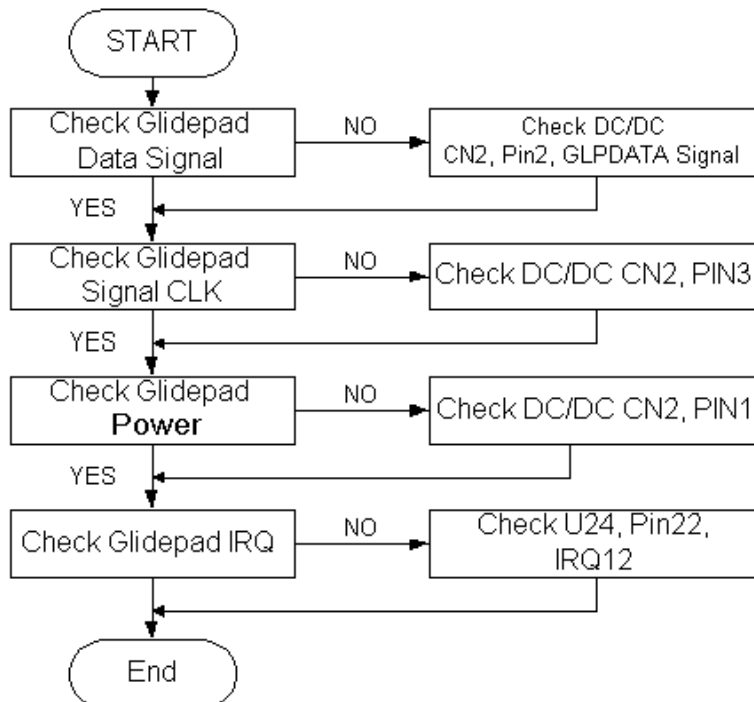 START
Check Glidepad
Data Signal
NO
Check DC/DC
CN2, Pin2, GLPDATA Signal
YES
Check Glidepad
Signal CLK
NO
Check DC/DC CN2, PIN3
YES
Check Glidepad
Power
NO
Check DC/DC CN2, PIN1
YES
Check Glidepad IRQ
NO
Check U24, Pin22,
IRQ12
End